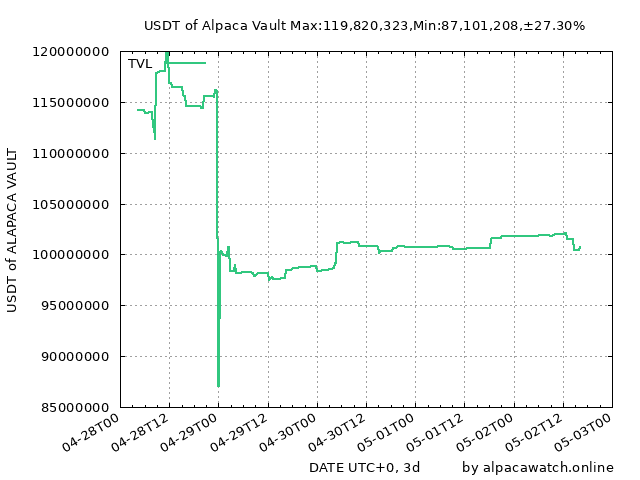 USDT of Alpaca Vault Max:119,820,323,Min:87,101,208,±27.30%
TVL
120000000
115000000
110000000
105000000
100000000
95000000
90000000
85000000
USDT of ALAPACA VAULT
04-28T00
04-28T12
04-29T00
04-29T12
04-30T00
04-30T12
05-01T00
05-01T12
05-02T00
05-02T12
05-03T00
DATE UTC+0, 3d
by alpacawatch.online